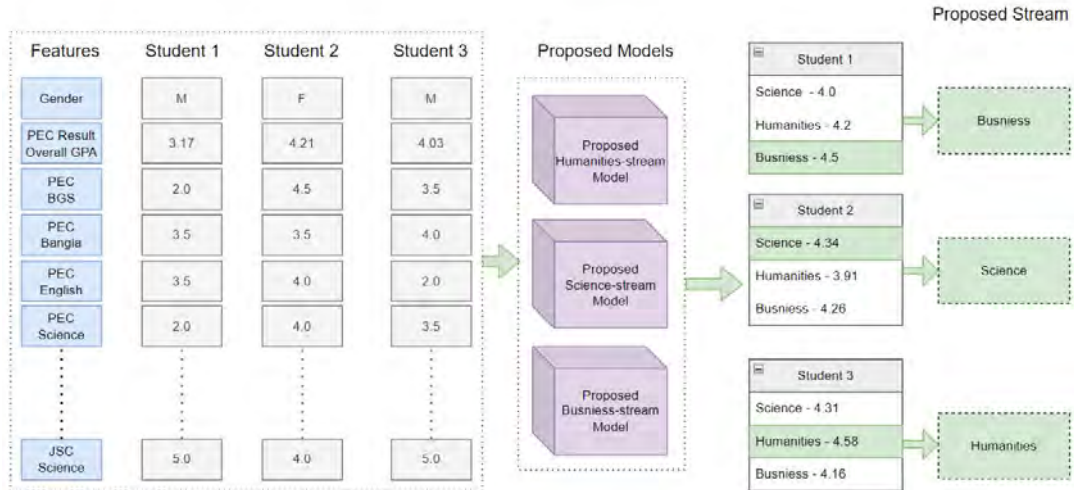 Proposed Stream
Features
Student 1
Student 2
Student 3
Gender
M
F
M
PEC Result
Overall GPA
3.17
4.21
4.03
PEC
BGS
2.0
4.5
3.5
PEC
Bangla
3.5
3.5
4.0
PEC
English
3.5
4.0
2.0
PEC
Science
2.0
4.0
3.5
JSC
Science
5.0
4.0
5.0
Proposed Models
Proposed
Humanities-stream
Model
Proposed
Science-stream
Model
Proposed
Busniess-stream
Model
Student 1
Science - 4.0
Humanities - 4.2
Busniess - 4.5
Busniess
Student 2
Science - 4.34
Humanities - 3.91
Busniess - 4.26
Science
Student 3
Science - 4.31
Humanities - 4.58
Busniess - 4.16
Humanities